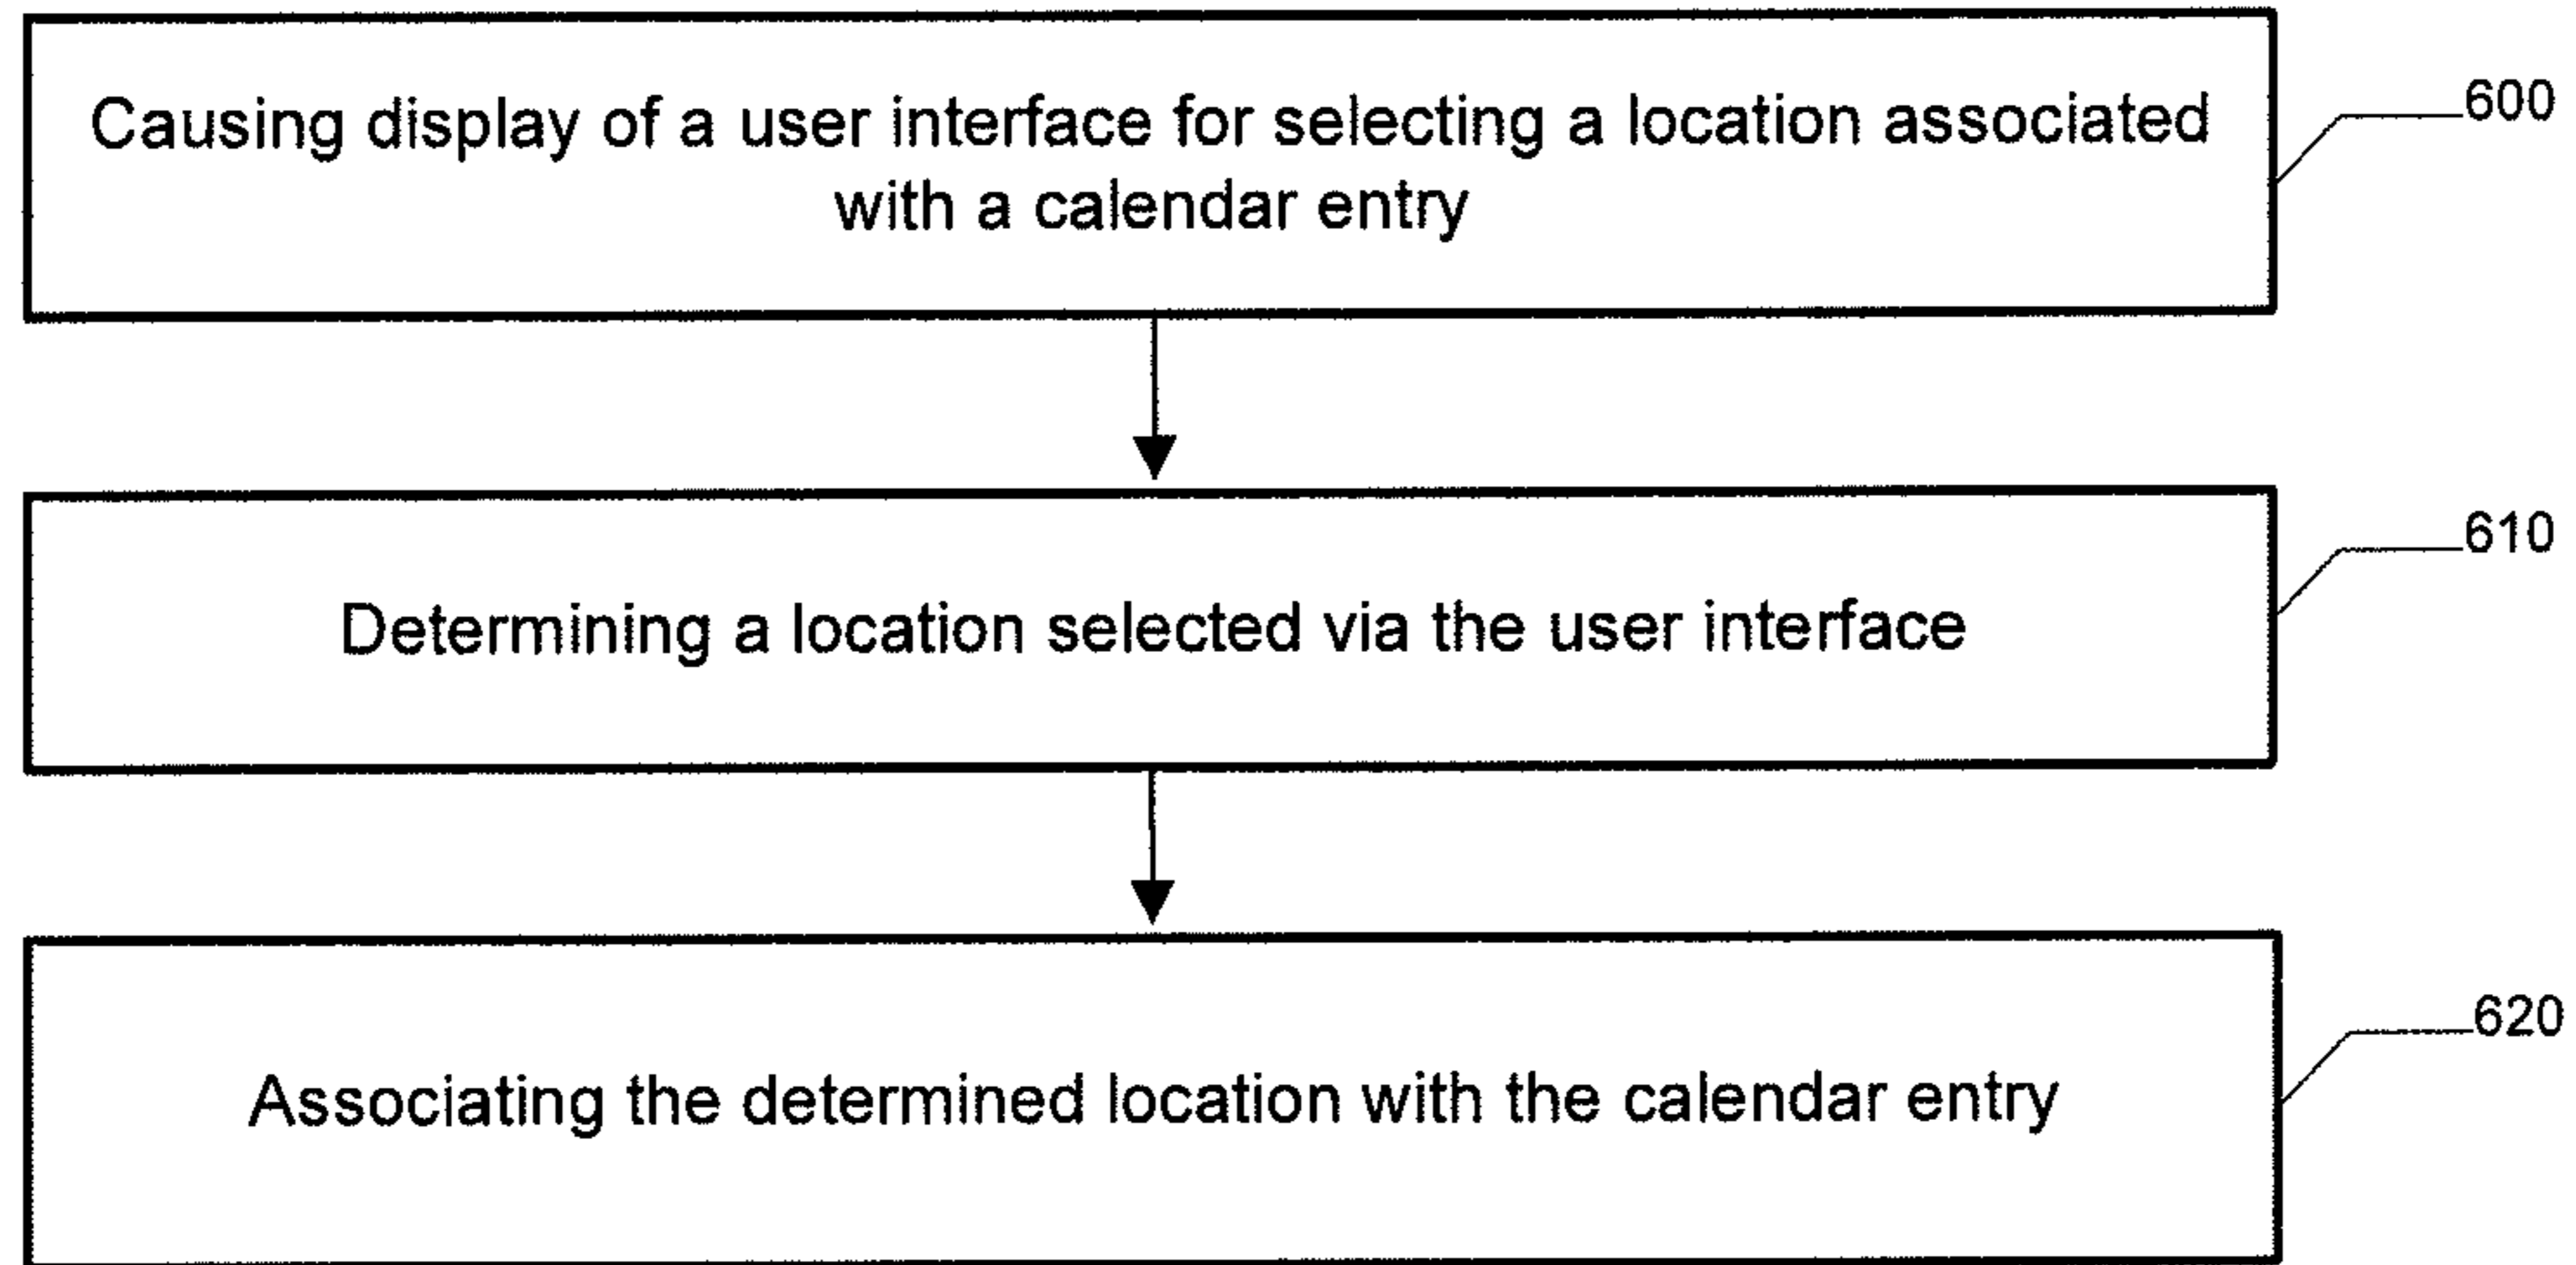 Causing display of a user interface for selecting a location associated
with a calendar entry
600
Determining a location selected via the user interface
610
Associating the determined location with the calendar entry
620